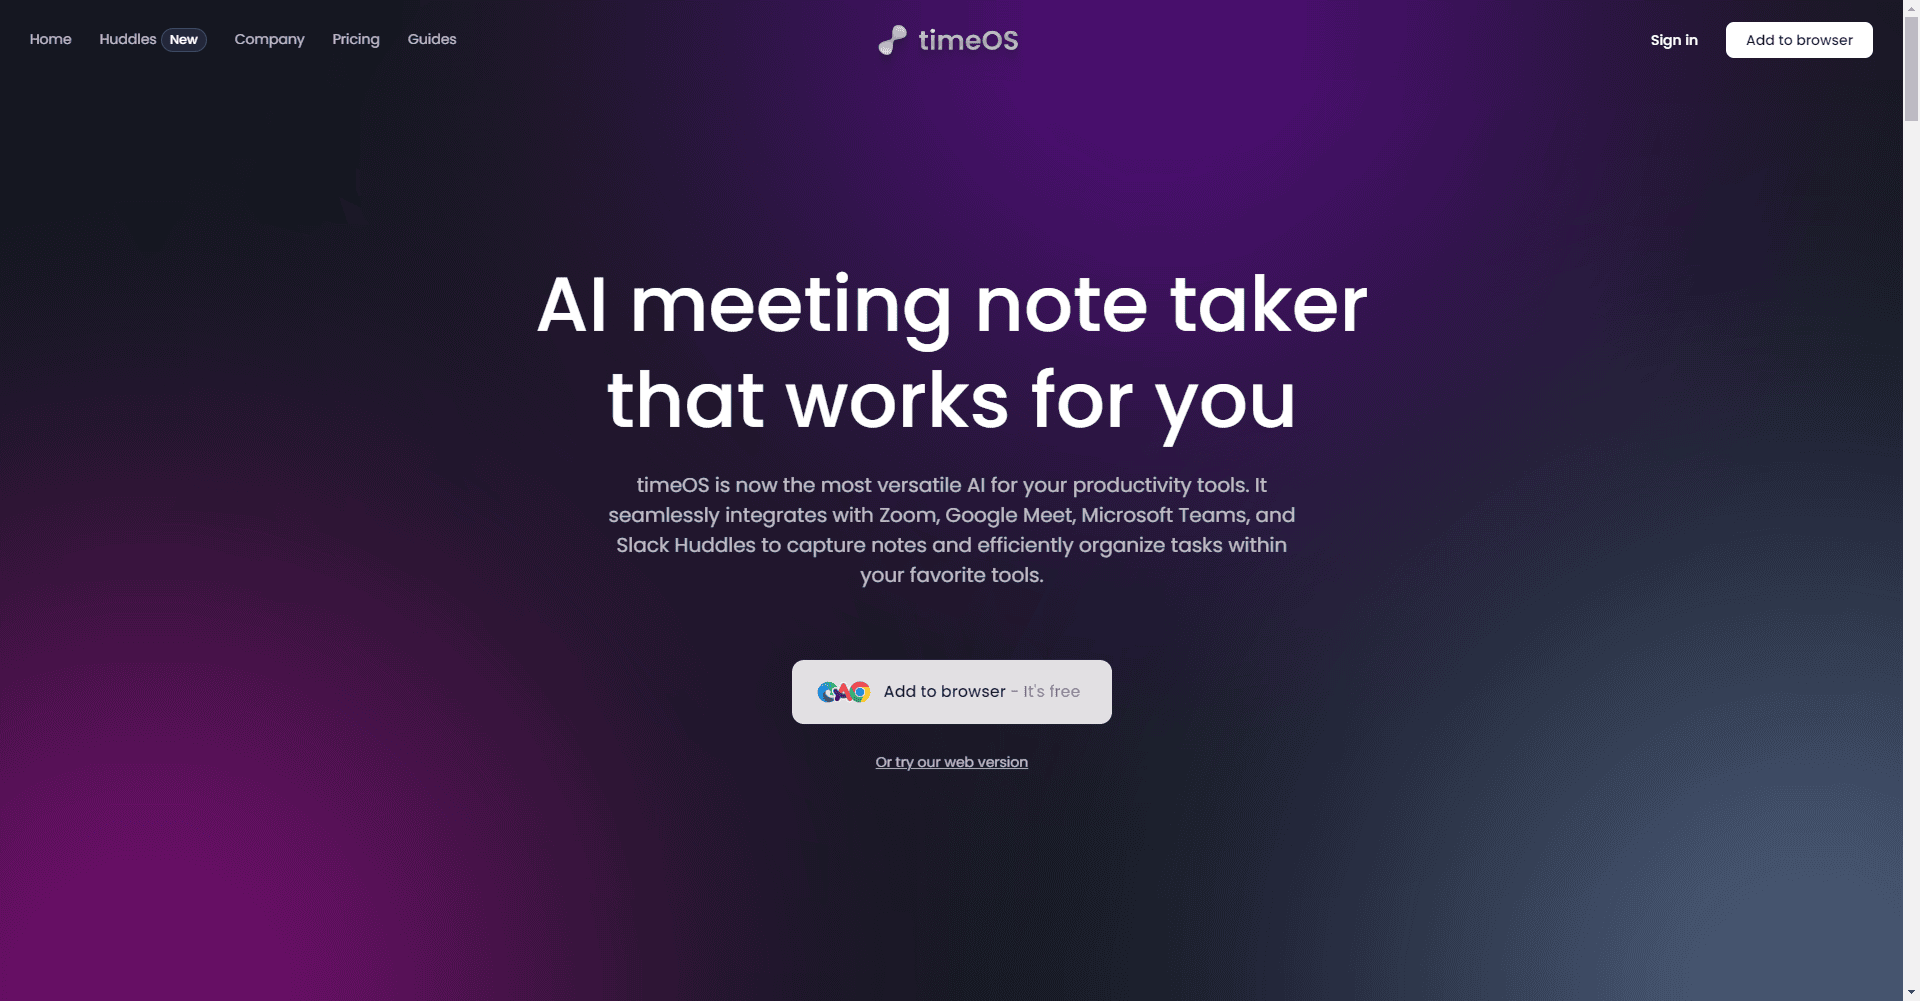 Home Huddles New Company Pricing Guides
timeOS
Sign in
Add to browser
AI meeting note taker
that works for you
timeOS is now the most versatile AI for your productivity tools. It
seamlessly integrates with Zoom, Google Meet, Microsoft Teams, and
Slack Huddles to capture notes and efficiently organize tasks within
your favorite tools.
Add to browser - It's free
Or try our web version